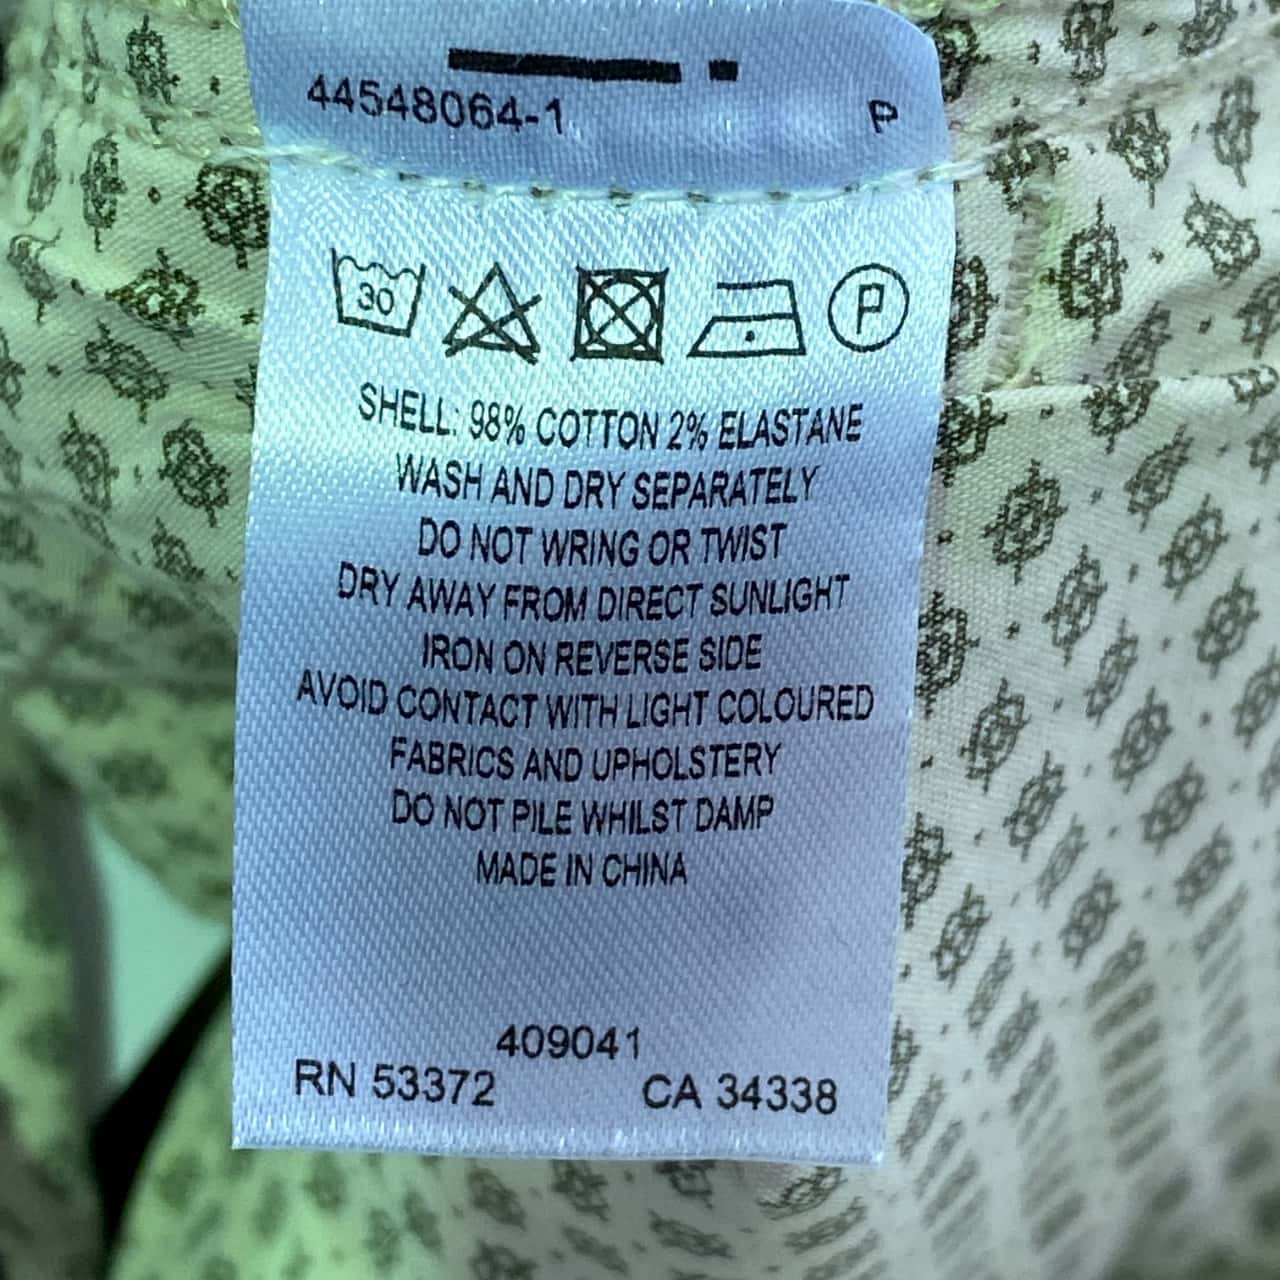 44548064-1 P
30 P
SHELL: 98% COTTON 2% ELASTANE
WASH AND DRY SEPARATELY
DO NOT WRING OR TWIST
DRY AWAY FROM DIRECT SUNLIGHT
IRON ON REVERSE SIDE
AVOID CONTACT WITH LIGHT COLOURED
FABRICS AND UPHOLSTERY
DO NOT PILE WHILST DAMP
MADE IN CHINA
409041
RN 53372 CA 34338